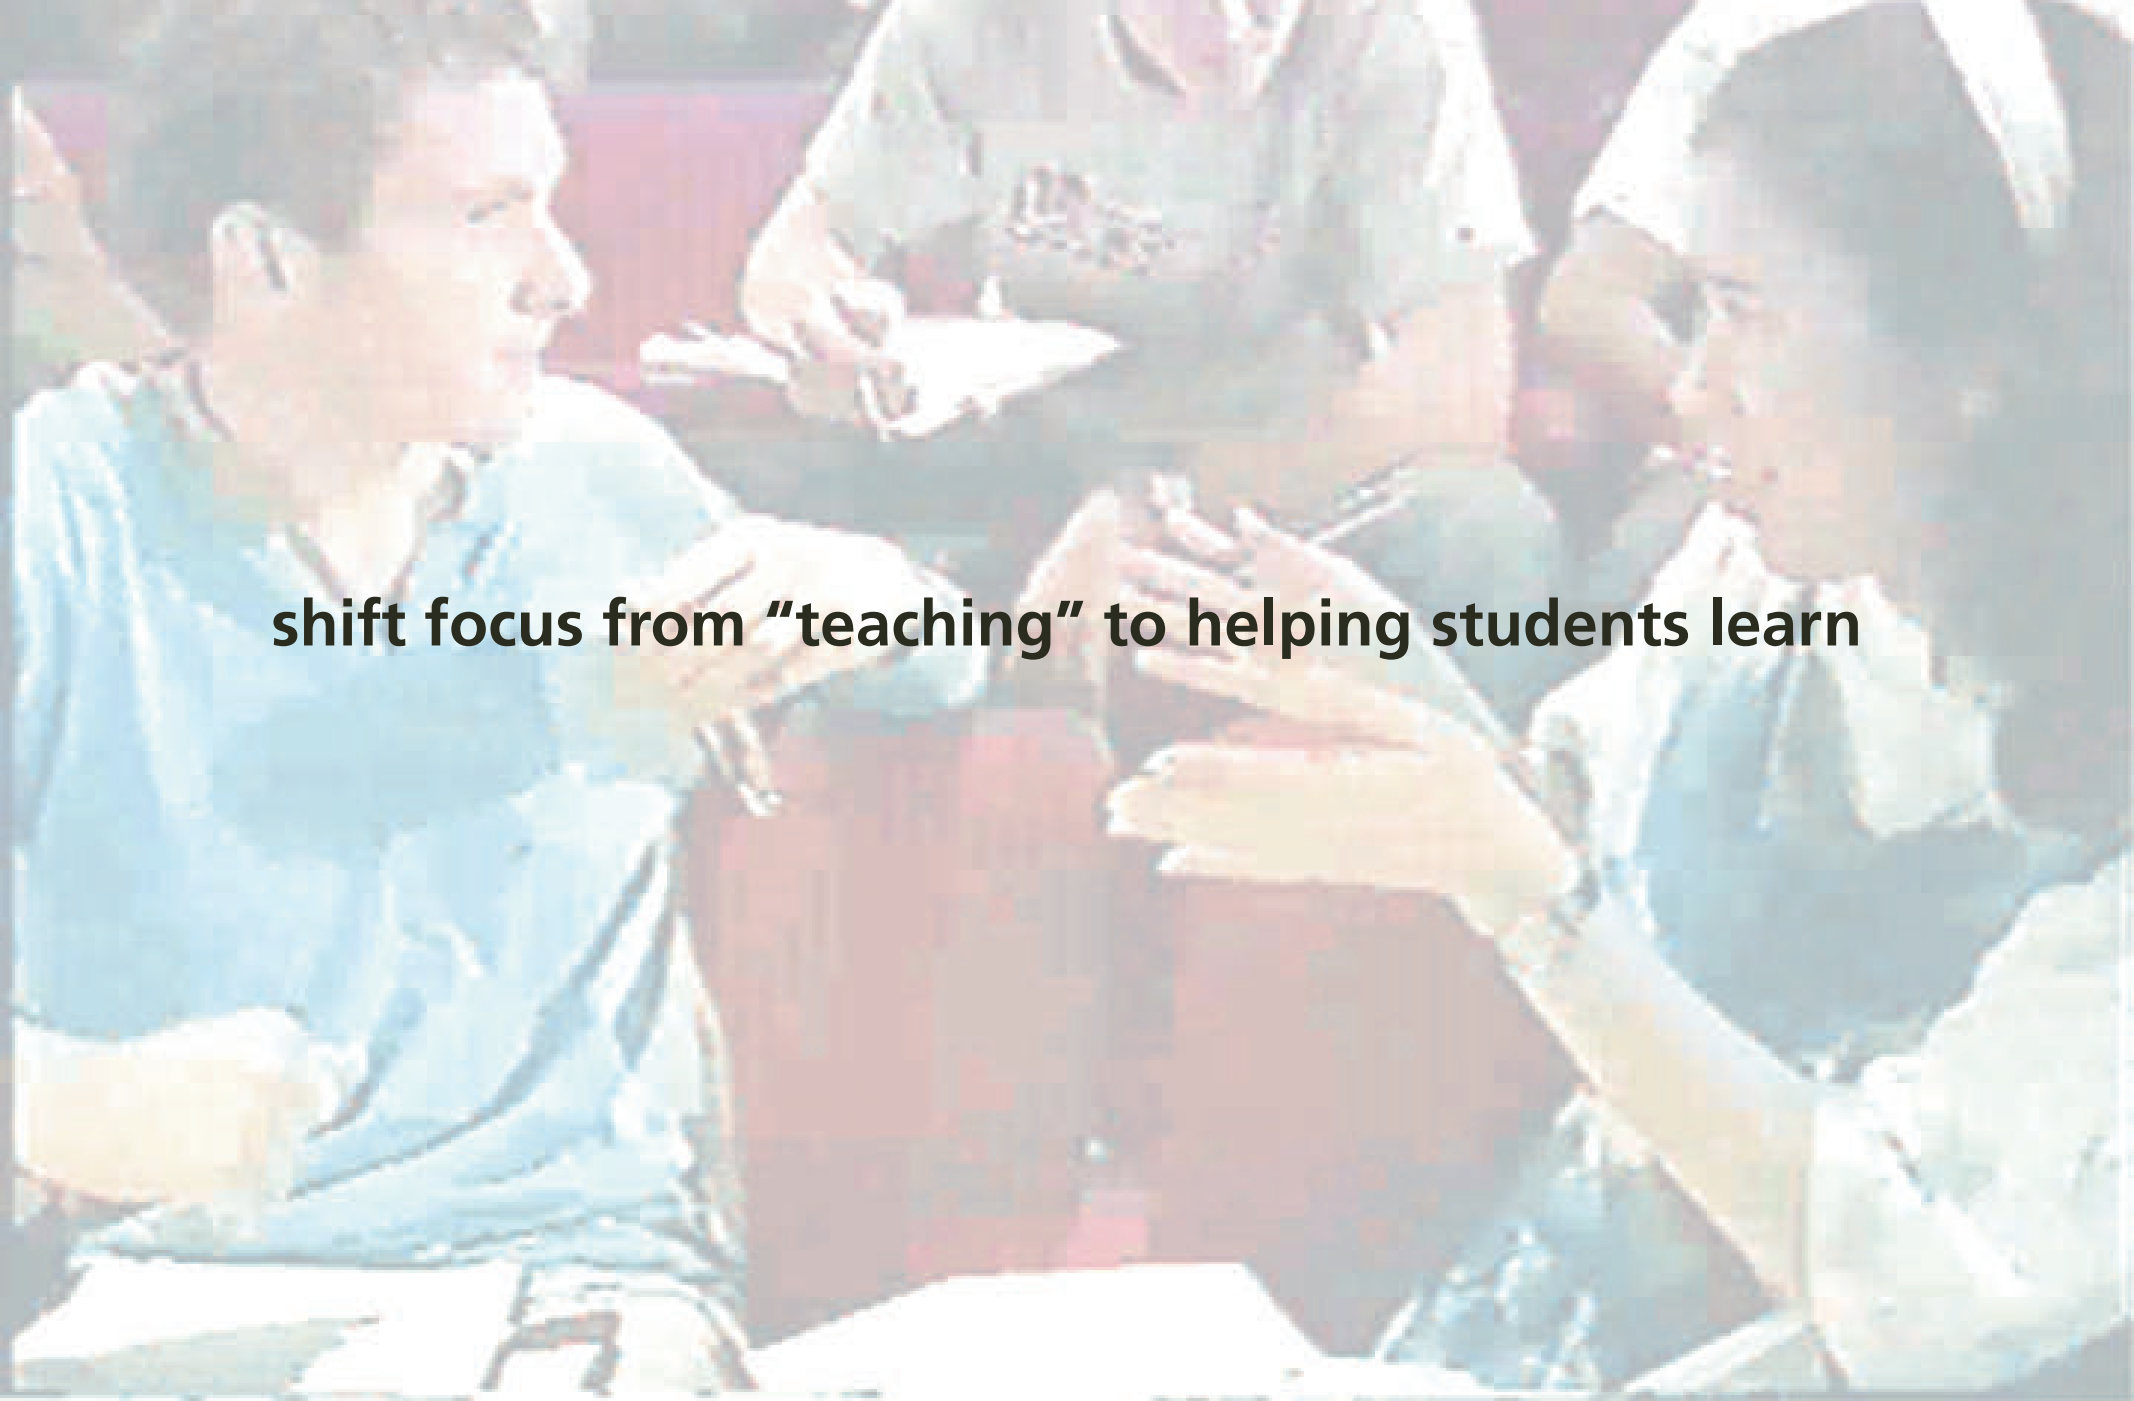 shift focus from “teaching” to helping students learn